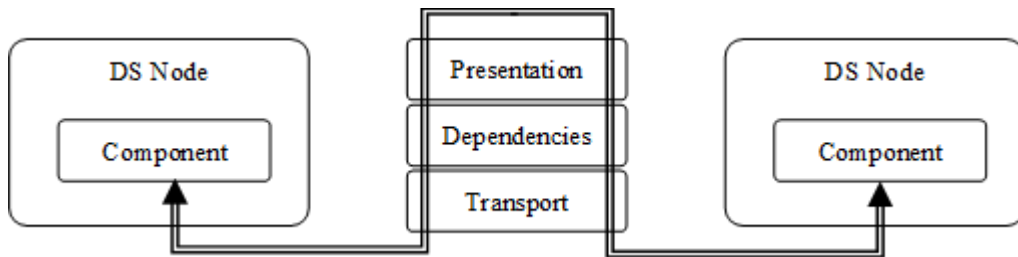 DS Node
Component
Presentation
Dependencies
Transport
DS Node
Component